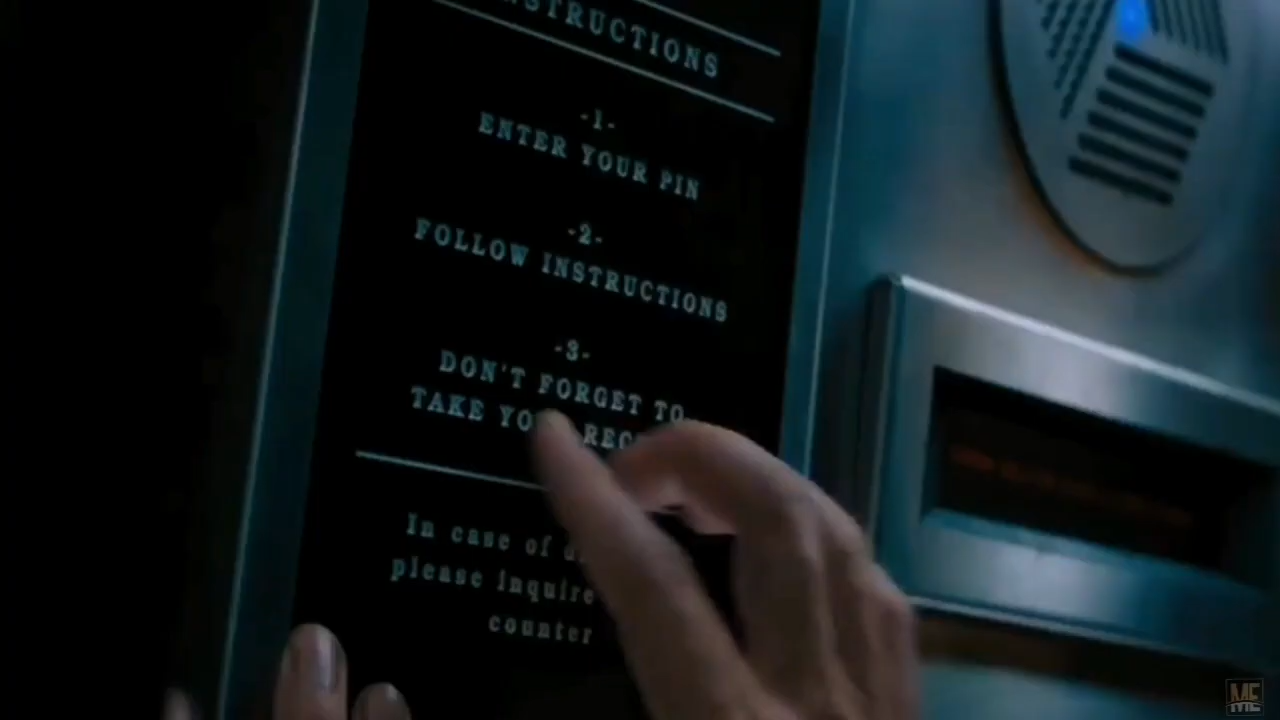 INSTRUCTIONS
-1-
ENTER YOUR PIN
-2-
FOLLOW INSTRUCTIONS
-3-
DON'T FORGET TO
TAKE
In case of
please inquire
counter
ME